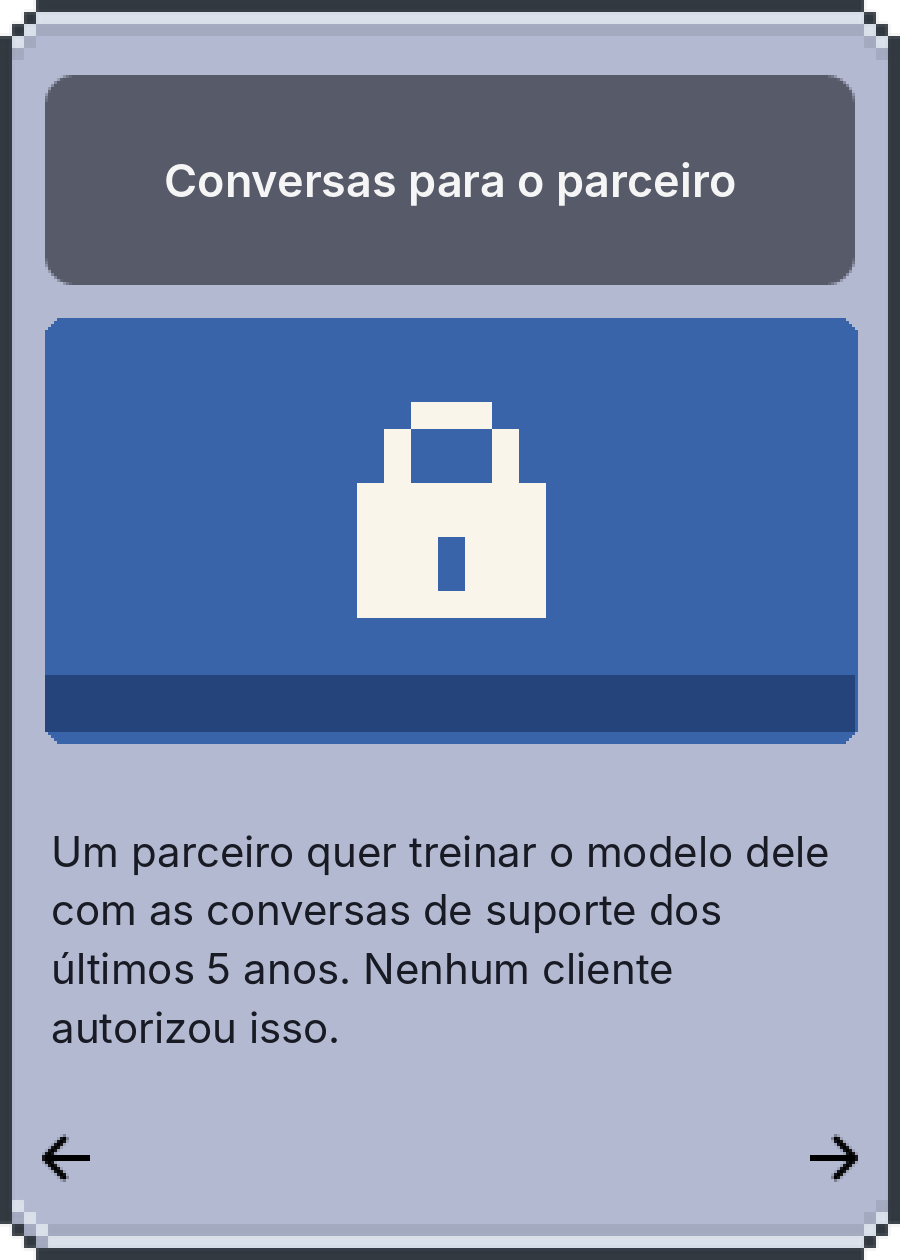 Conversas para o parceiro
Um parceiro quer treinar o modelo dele
com as conversas de suporte dos
últimos 5 anos. Nenhum cliente
autorizou isso.